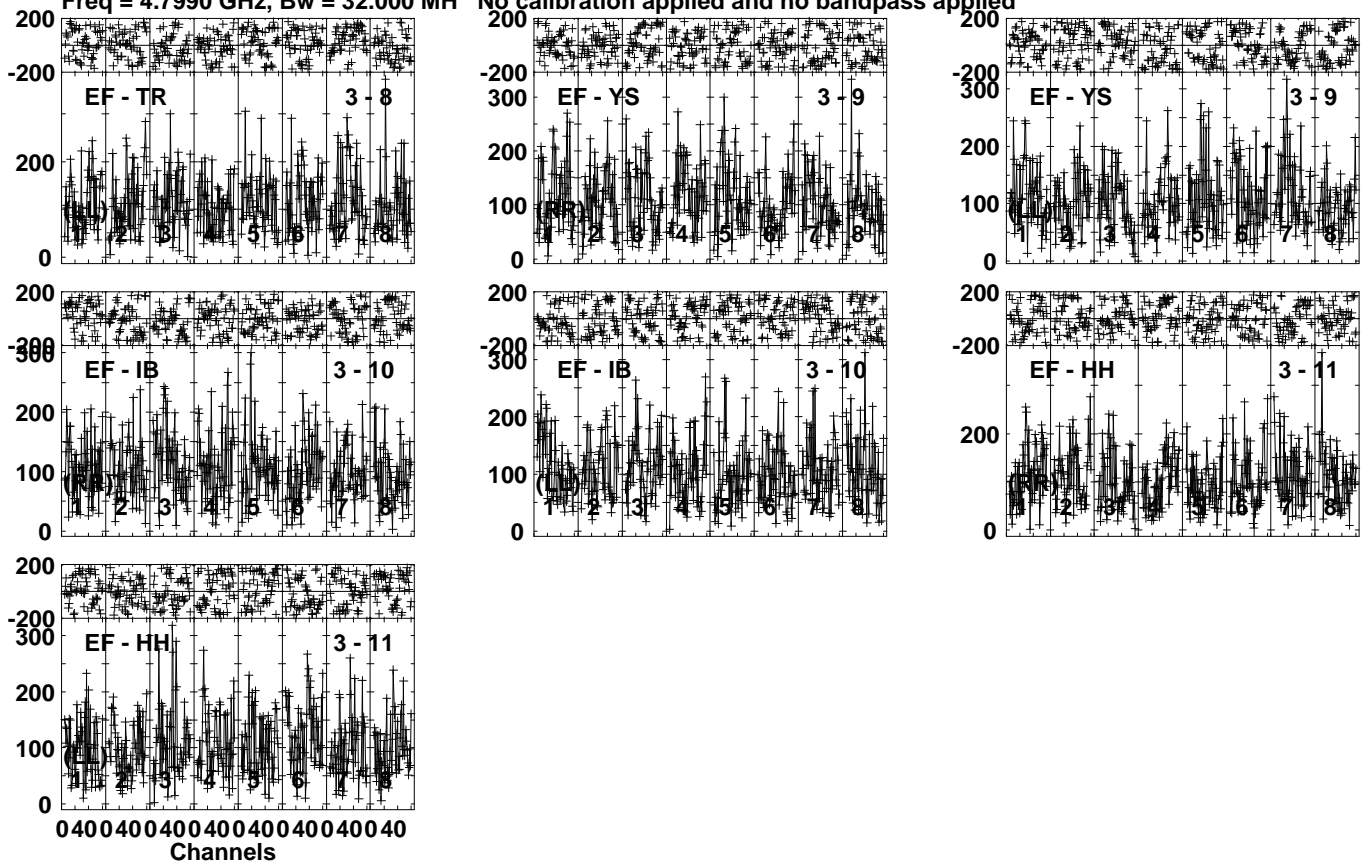 Freq = 4.7990 GHz, Bw = 32.000 MH No calibration applied and no bandpass applied
200
-200
EF - TR 3 - 8
200
(LL)
1 2 3 4 5 6 7 8
0
200
-200
300
EF - YS 3 - 9
200
100
(RR)
1 2 3 4 5 6 7 8
0
200
-200
300
EF - YS 3 - 9
200
100
(LL)
1 2 3 4 5 6 7 8
0
200
-200
300
EF - IB 3 - 10
200
100
(RR)
1 2 3 4 5 6 7 8
0
200
-200
300
EF - IB 3 - 10
200
100
(LL)
1 2 3 4 5 6 7 8
0
200
-200
EF - HH 3 - 11
200
(RR)
1 2 3 4 5 6 7 8
0
200
-200
300
EF - HH 3 - 11
200
100
(LL)
1 2 3 4 5 6 7 8
0
0 40 0 40 0 40 0 40 0 40 0 40 0 40 0 40
Channels